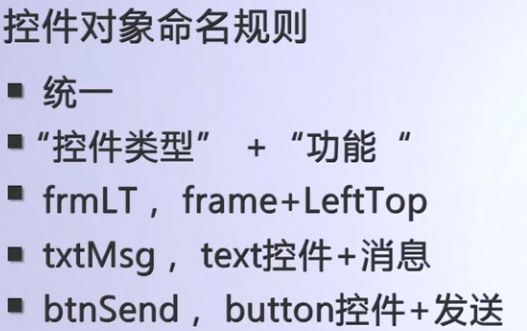 控件对象命名规则
统一
“控件类型” +“功能“
frmLT，frame+LeftTop
txtMsg，text控件+消息
btnSend，button控件+发送